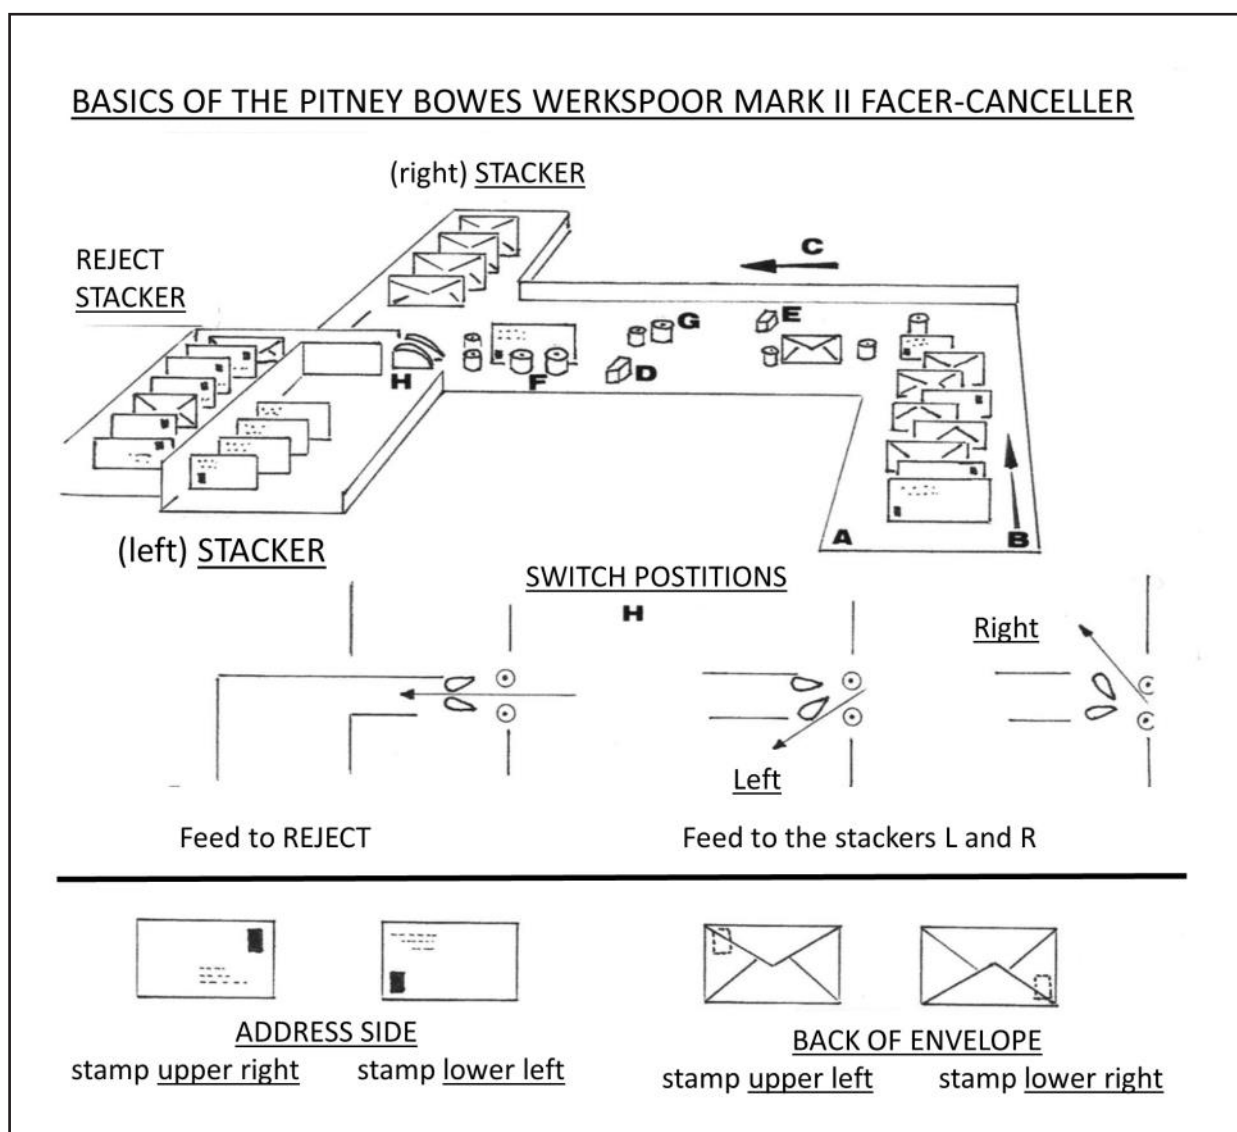 BASICS OF THE PITNEY BOWES WERKSPOOR MARK II FACER-CANCELLER
(right) STACKER
REJECT
STACKER
C
G
E
H
F
D
A
B
(left) STACKER
SWITCH POSTITIONS
H
Right
Left
Feed to REJECT
Feed to the stackers L and R
ADDRESS SIDE
stamp upper right
stamp lower left
BACK OF ENVELOPE
stamp upper left
stamp lower right